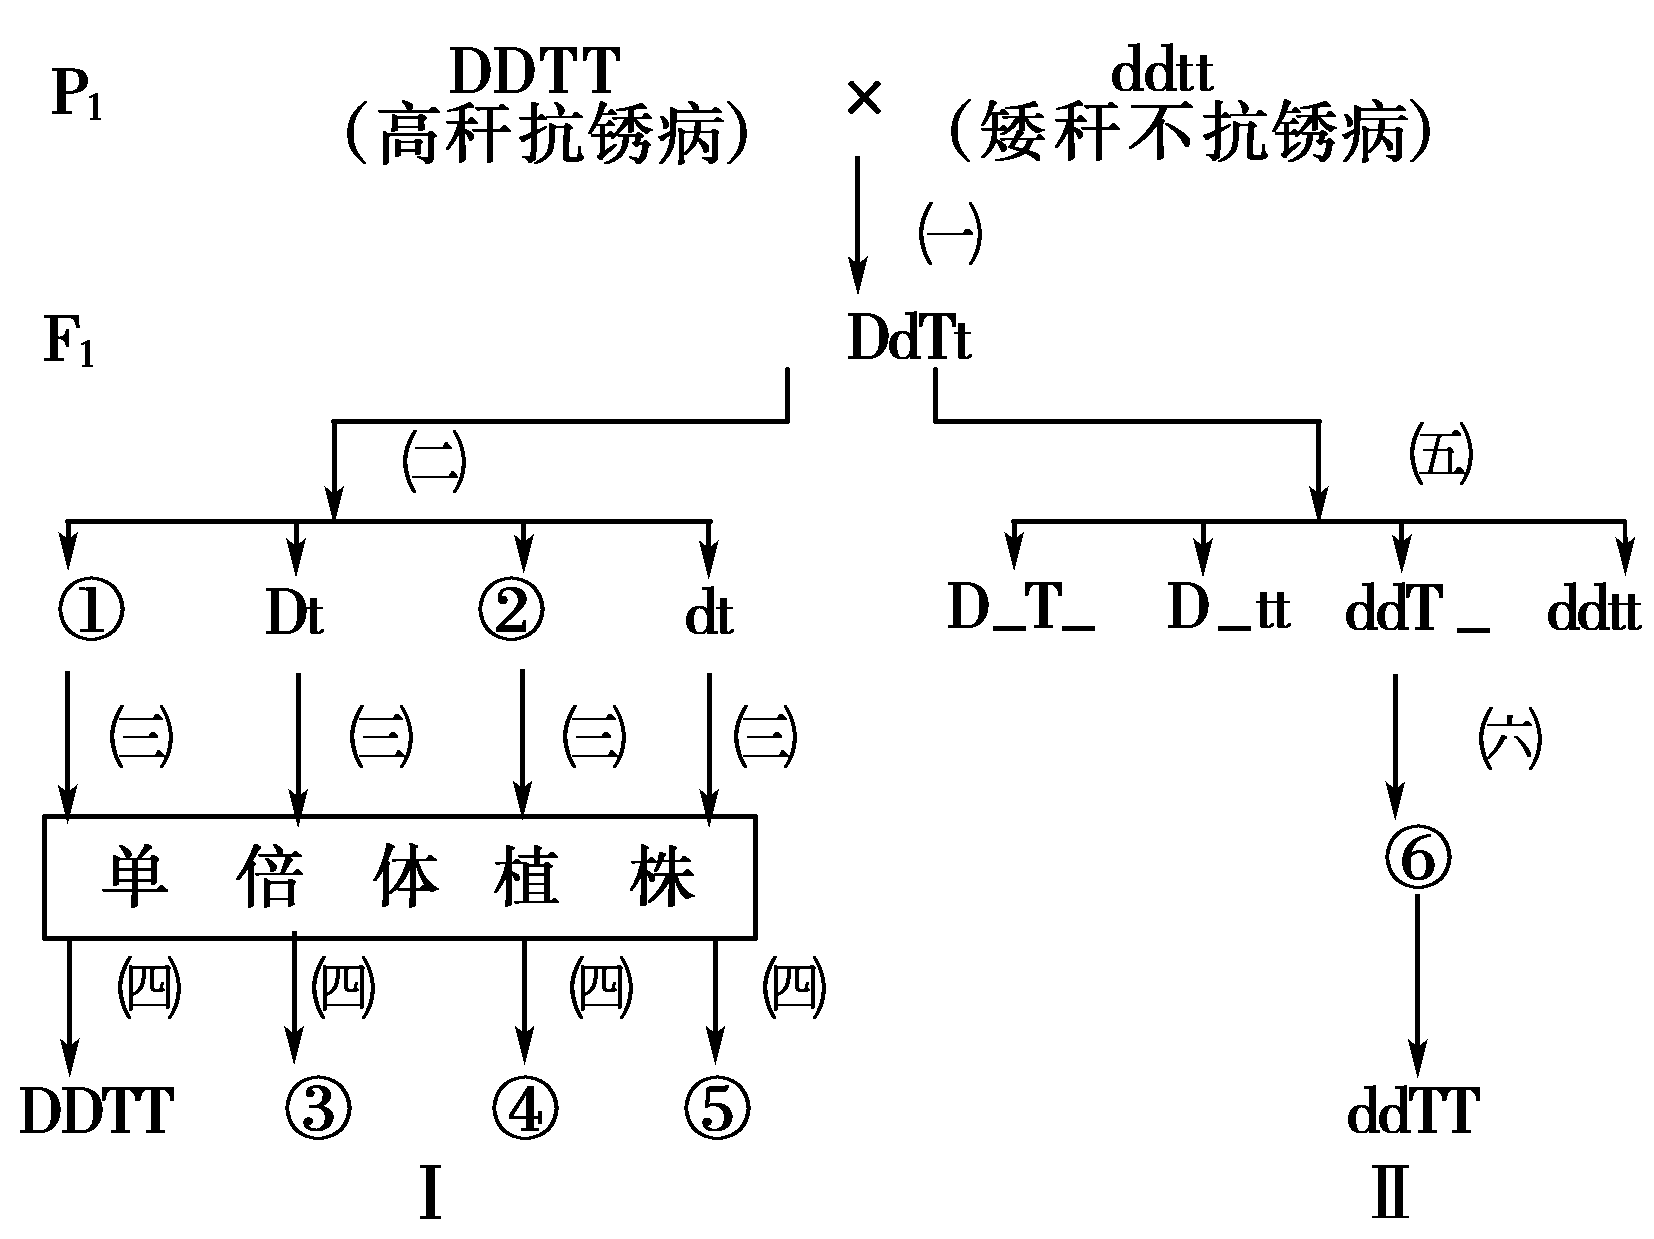 P₁ DDTT × ddtt
(高秆抗锈病) (矮秆不抗锈病)
(一)
F₁ DdTt
(二) (五)
① Dt ② dt D_T_ D_tt ddT_ ddtt
(三) (三) (三) (三) (六)
单倍体植株 ⑥
(四) (四) (四) (四)
DDTT ③ ④ ⑤ ddTT
Ⅰ Ⅱ